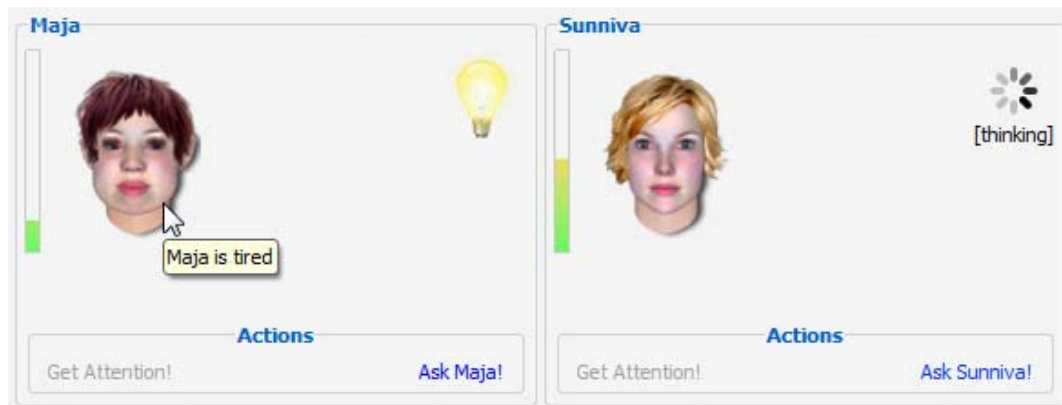 Maja
Sunniva
[thinking]
Maja is tired
Actions
Get Attention!
Ask Maja!
Actions
Get Attention!
Ask Sunniva!